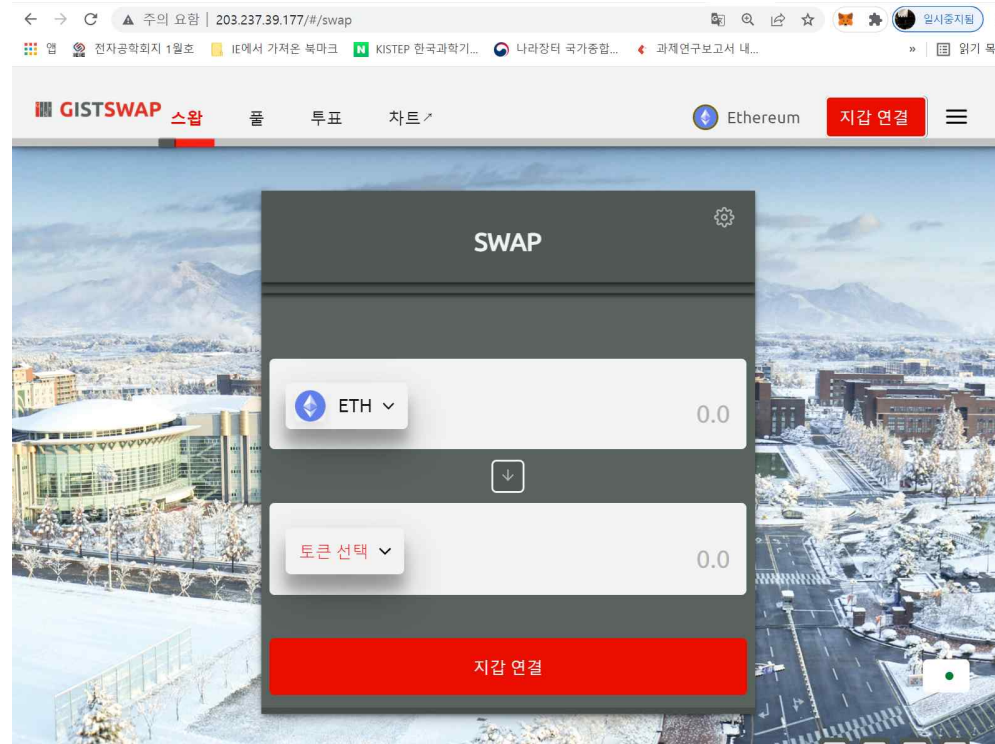 주의 요함 | 203.237.39.177/#/swap 일시중지됨
앱 전자공학회지 1월호 IE에서 가져온 북마크 N KISTEP 한국과학기... 나라장터 국가종합... 과제연구보고서 내... » 읽기 목
GISTSWAP 스왑 풀 투표 차트↗ Ethereum 지갑 연결
SWAP
ETH 0.0
토큰 선택 0.0
지갑 연결